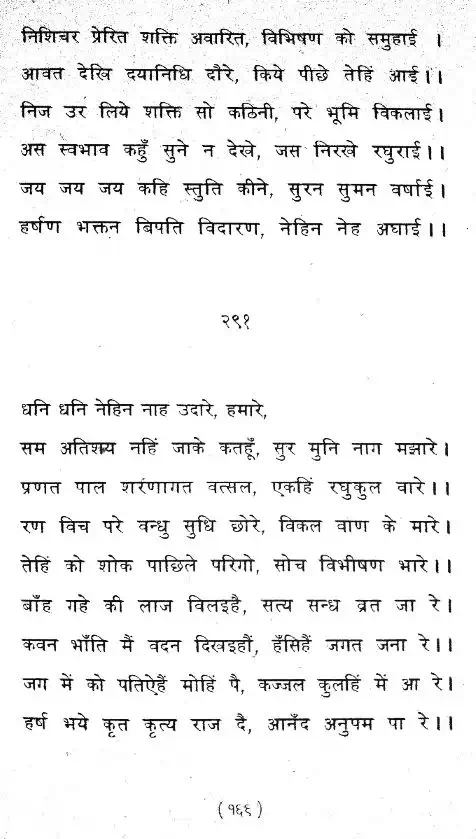 निशिचर प्रेरित शक्ति अवारित, विभिषण को समुहाई ।
आवत देखि दयानिधि दौरे, किये पीछे तेहिं आई।।
निज उर लिये शक्ति सो कठिनी, परे भूमि विकलाई।
अस स्वभाव कहुँ सुने न देखे, जस निरखे रघुराई।।
जय जय जय कहि स्तुति कीने, सुरन सुमन वर्षाई।
हर्षण भक्तन बिपति विदारण, नेहिन नेह अघाई।।
२९१
धनि धनि नेहिन नाह उदारे, हमारे,
सम अतिशय नहिं जाके कतहूँ, सुर मुनि नाग मझारे।
प्रणत पाल शरंणागत वत्सल, एकहिं रघुकुल वारे।।
रण विच परे वन्धु सुधि छोरे, विकल वाण के मारे।
तेहिं को शोक पाछिले परिगो, सोच विभीषण भारे।।
बाँह गहे की लाज विलइहै, सत्य सन्ध व्रत जा रे।
कवन भाँति मैं वदन दिखइहौं, हँसिहैं जगत जना रे।।
जग में को पतिऐहैं मोहिं पै, कज्जल कुलहिं में आ रे।
हर्ष भये कृत कृत्य राज दै, आनँद अनुपम पा रे।।
(१६६)